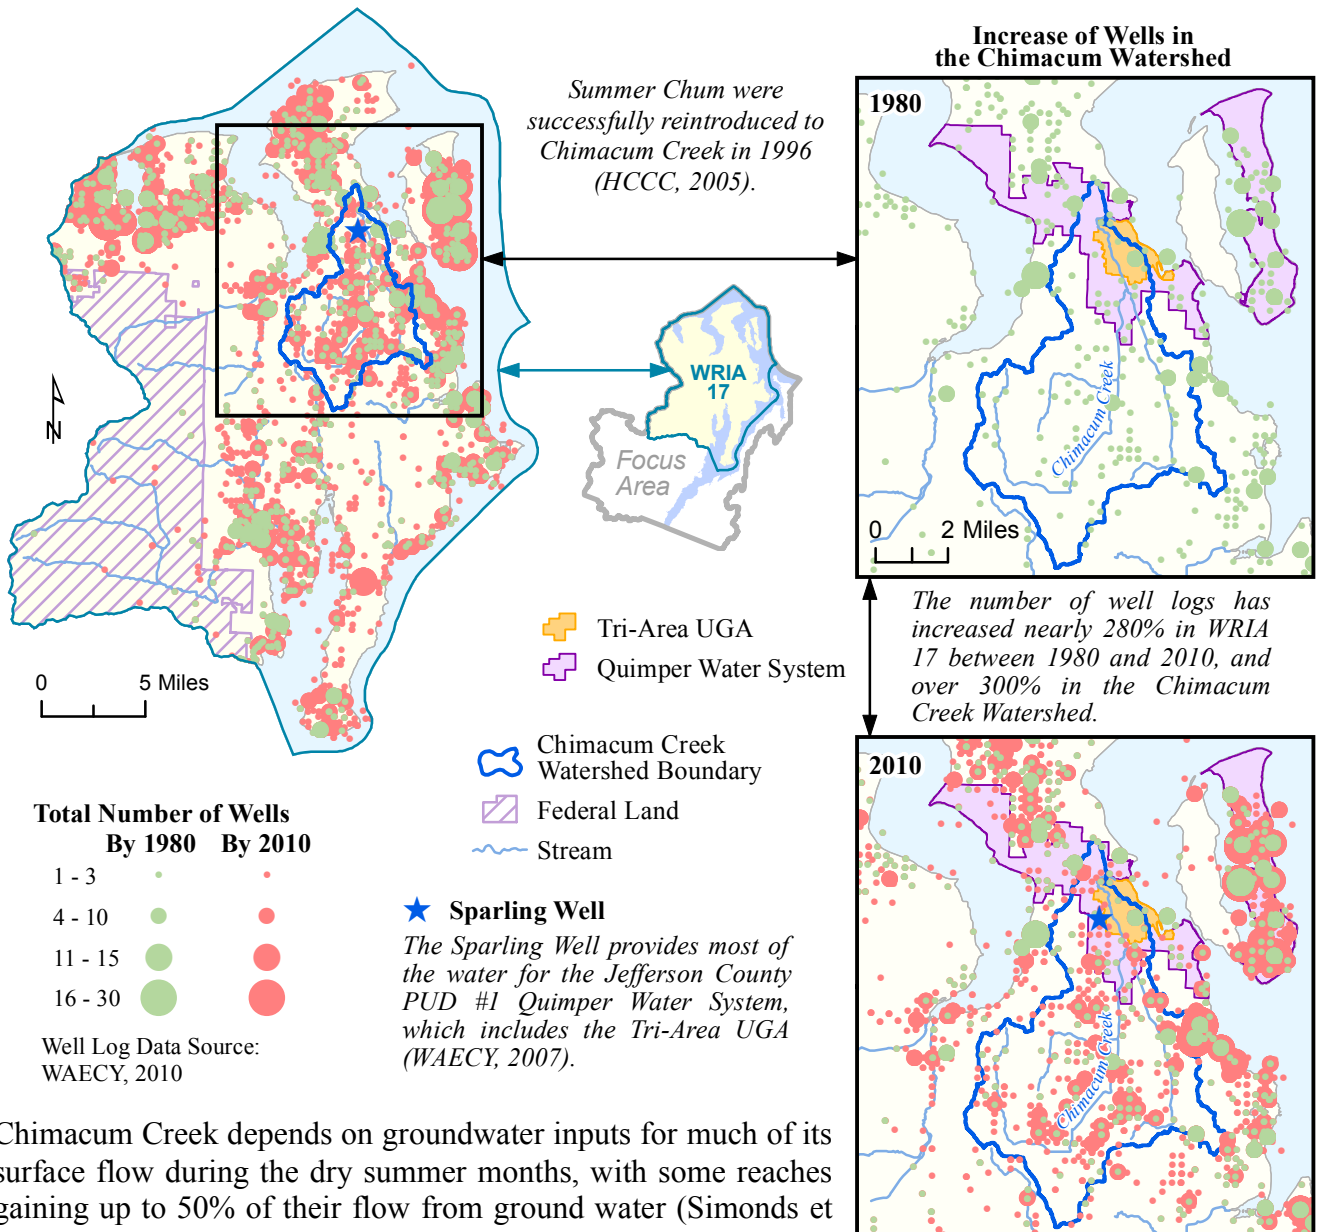 Increase of Wells in
the Chimacum Watershed
Summer Chum were
successfully reintroduced to
Chimacum Creek in 1996
(HCCC, 2005).
1980
Chimacum Creek
0 2 Miles
WRIA
17
Focus
Area
N
0 5 Miles
The number of well logs has
increased nearly 280% in WRIA
17 between 1980 and 2010, and
over 300% in the Chimacum
Creek Watershed.
Tri-Area UGA
Quimper Water System
Chimacum Creek
Watershed Boundary
Federal Land
Stream
Sparling Well
The Sparling Well provides most of
the water for the Jefferson County
PUD #1 Quimper Water System,
which includes the Tri-Area UGA
(WAECY, 2007).
Total Number of Wells
By 1980 By 2010
1 - 3
4 - 10
11 - 15
16 - 30
Well Log Data Source:
WAECY, 2010
2010
Chimacum Creek
Chimacum Creek depends on groundwater inputs for much of its
surface flow during the dry summer months, with some reaches
gaining up to 50% of their flow from ground water (Simonds et